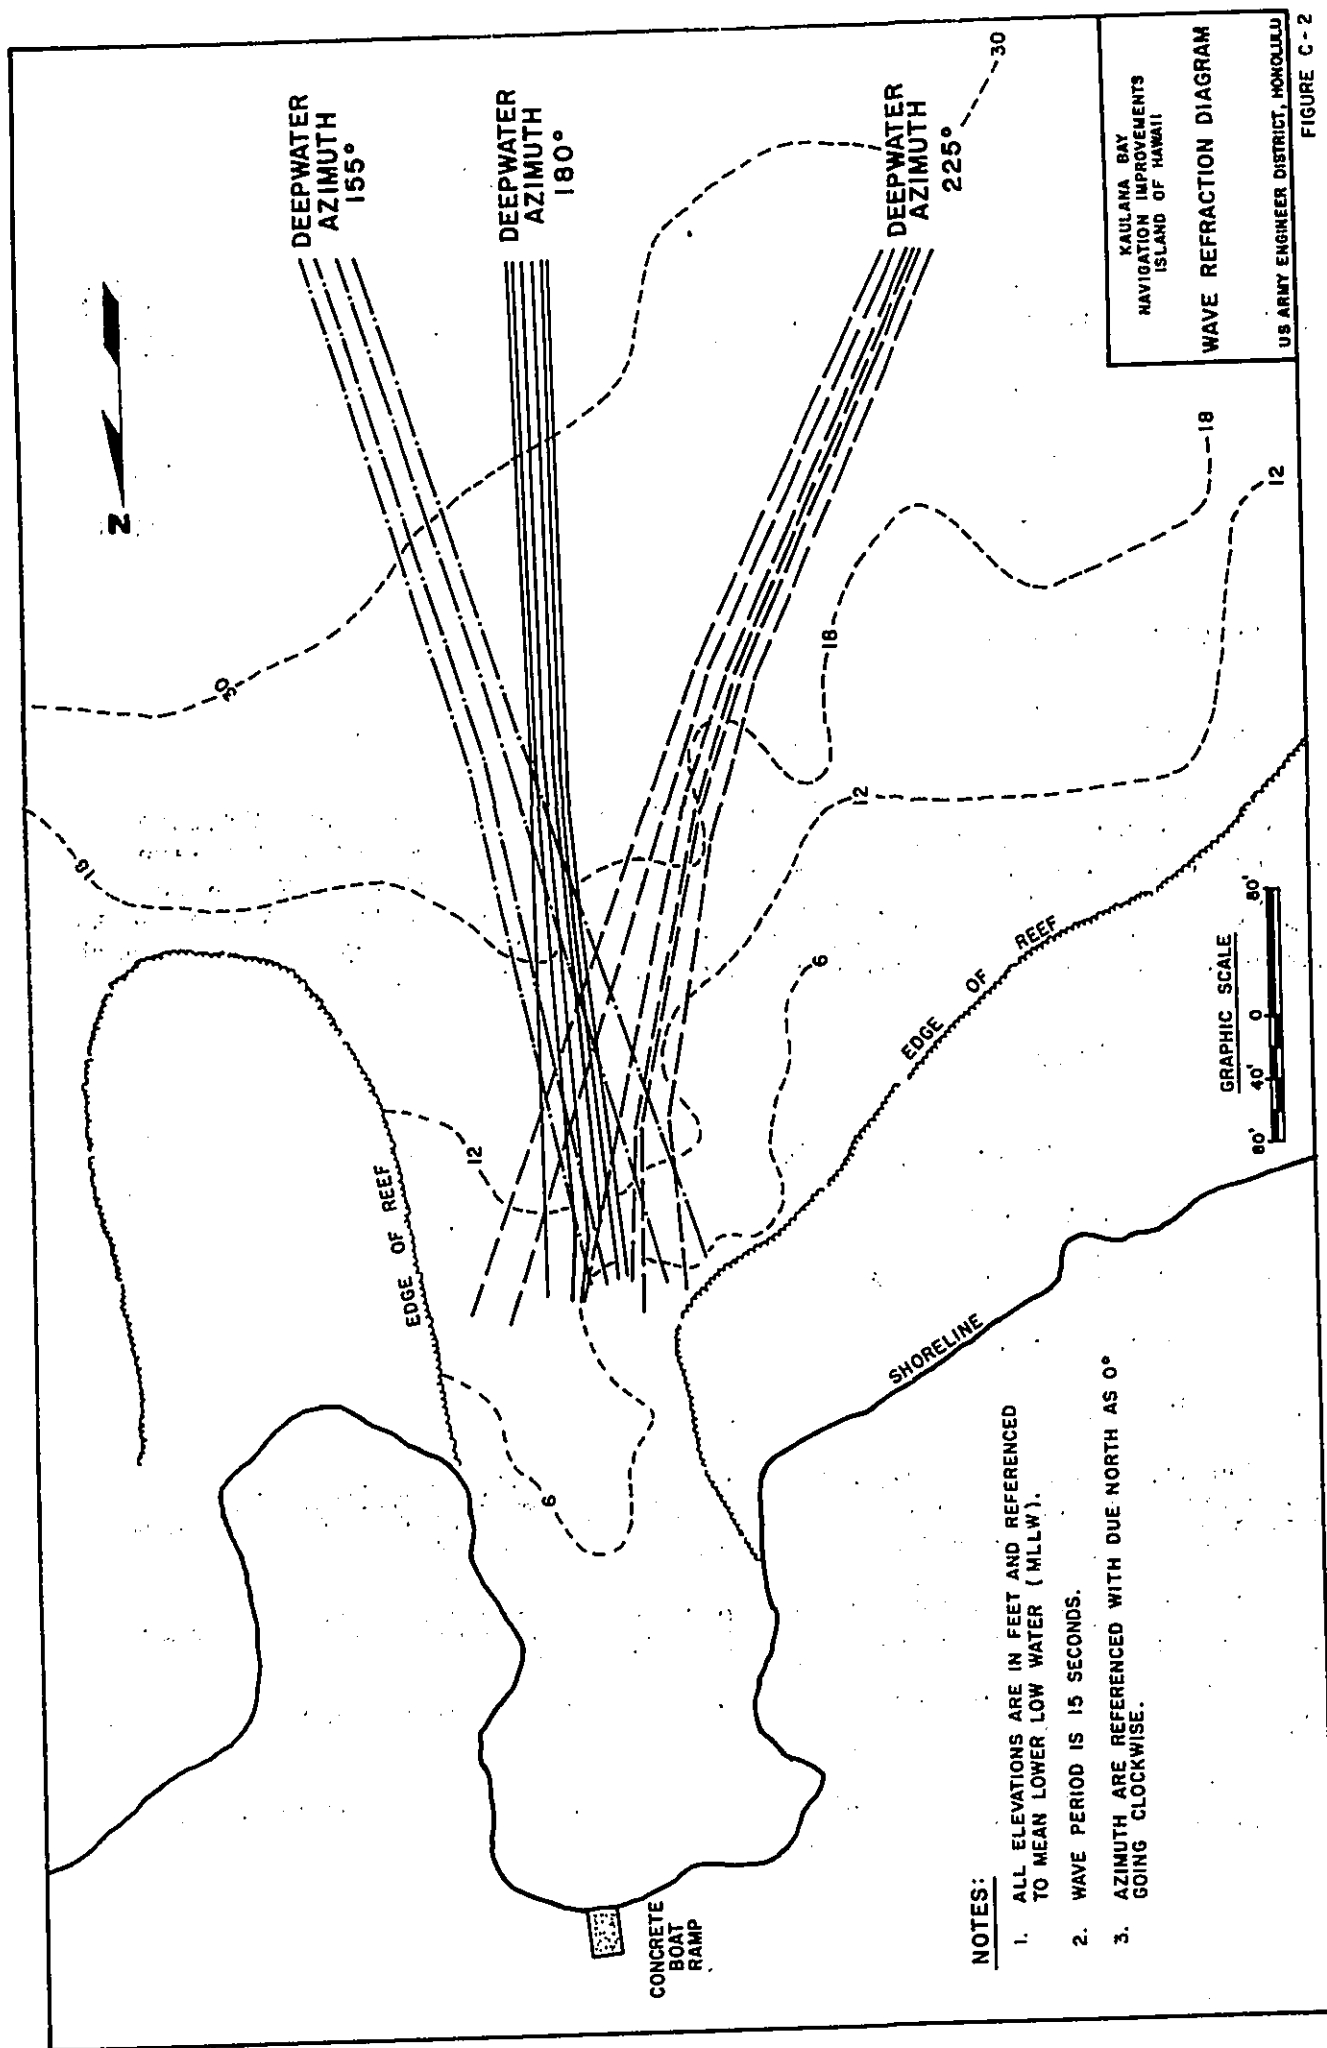 DEEPWATER
AZIMUTH
155°
DEEPWATER
AZIMUTH
180°
DEEPWATER
AZIMUTH
225°
N
30
30
18
18
18
12
12
12
6
6
EDGE OF REEF
EDGE OF REEF
SHORELINE
CONCRETE
BOAT
RAMP
GRAPHIC SCALE
80' 40' 0 80'
NOTES:
1. ALL ELEVATIONS ARE IN FEET AND REFERENCED
TO MEAN LOWER LOW WATER (MLLW).
2. WAVE PERIOD IS 15 SECONDS.
3. AZIMUTH ARE REFERENCED WITH DUE NORTH AS 0°
GOING CLOCKWISE.
KAULANA BAY
NAVIGATION IMPROVEMENTS
ISLAND OF HAWAII
WAVE REFRACTION DIAGRAM
US ARMY ENGINEER DISTRICT, HONOLULU
FIGURE C-2